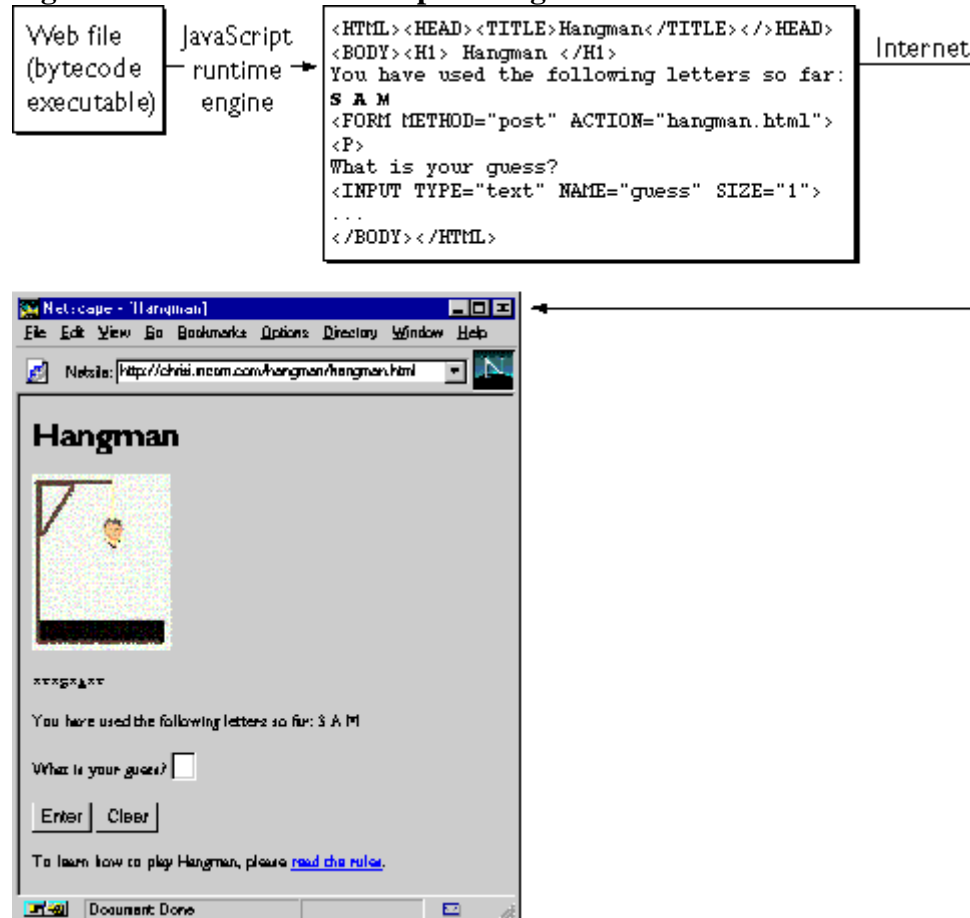 Web file
(bytecode
executable)
JavaScript
runtime
engine
<HTML><HEAD><TITLE>Hangman</TITLE></>HEAD>
<BODY></H1> Hangman </H1>
You have used the following letters so far:
S A M
<FORM METHOD="post" ACTION="hangman.html">
<P>
What is your guess?
<INPUT TYPE="text" NAME="guess" SIZE="1">
...
</BODY></HTML>
Internet
Netscape - [Hangman]
File Edit View Go Bookmarks Options Directory Window Help
Netsite: http://chrisi.mcom.com/hangman/hangman.html
N
Hangman
***S*A**
You have used the following letters so far: S A M
What is your guess?
Enter Clear
To learn how to play Hangman, please read the rules.
Document: Done